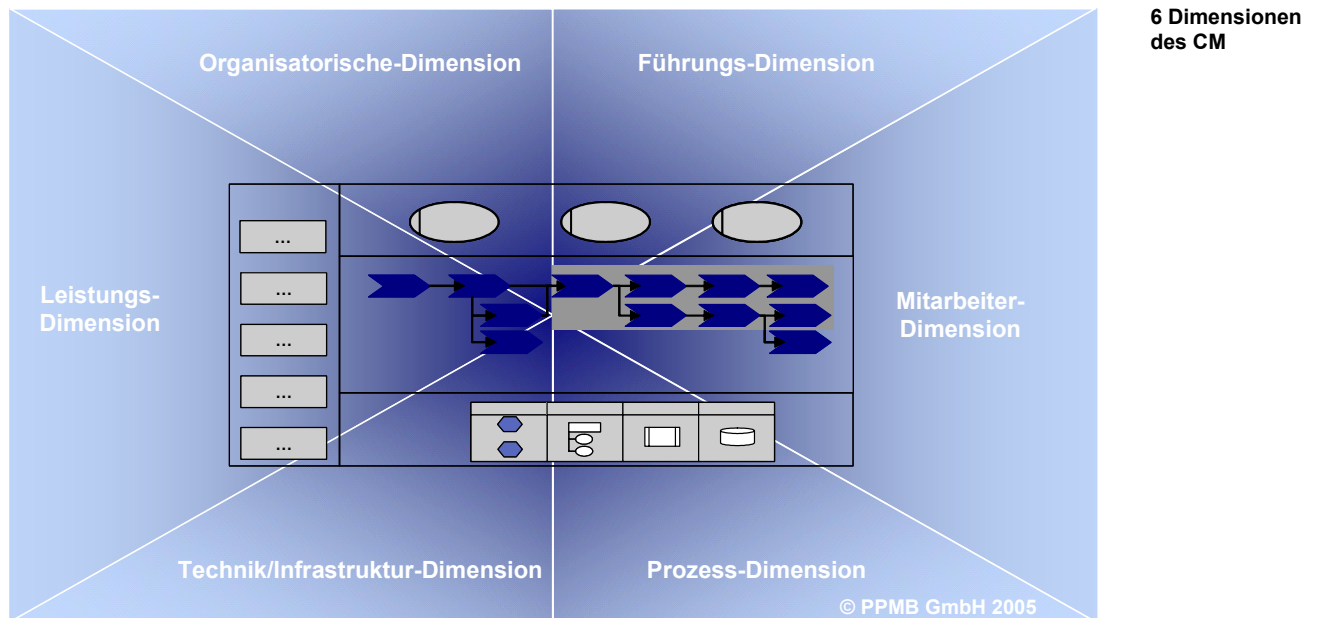 6 Dimensionen
des CM
Organisatorische-Dimension
Führungs-Dimension
Leistungs-
Dimension
...
...
...
...
...
Mitarbeiter-
Dimension
Technik/Infrastruktur-Dimension
Prozess-Dimension
© PPMB GmbH 2005